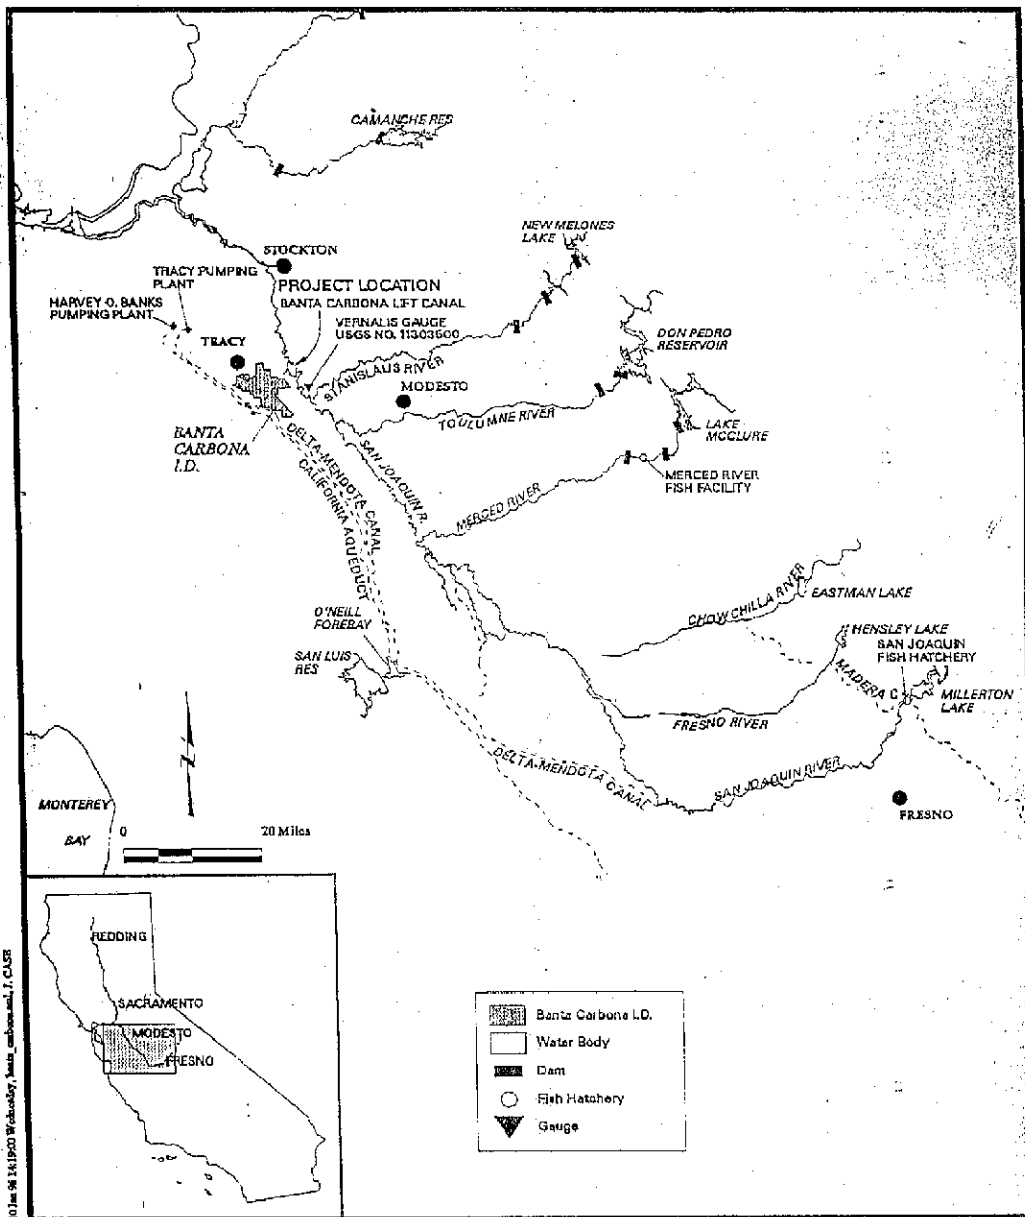 CAMANCHE RES
NEW MELONES
LAKE
STOCKTON
TRACY PUMPING
PLANT
PROJECT LOCATION
BANTA CARBONA LIFT CANAL
HARVEY O. BANKS
PUMPING PLANT
VERNALIS GAUGE
USGS NO. 11303500
DON PEDRO
RESERVOIR
TRACY
STANISLAUS RIVER
MODESTO
TOULUMNE RIVER
LAKE
MCCLURE
BANTA
CARBONA
I.D.
DELTA-MENDOTA CANAL
CALIFORNIA AQUEDUCT
SAN JOAQUIN R.
MERCED RIVER
FISH FACILITY
MERCED RIVER
CHOWCHILLA RIVER
EASTMAN LAKE
O'NEILL
FOREBAY
HENSLEY LAKE
SAN JOAQUIN
FISH HATCHERY
SAN LUIS
RES
MADERA C
MILLERTON
LAKE
FRESNO RIVER
DELTA-MENDOTA CANAL
SAN JOAQUIN RIVER
FRESNO
MONTEREY
BAY
0 20 Miles
REDDING
SACRAMENTO
MODESTO
FRESNO
Banta Carbona I.D.
Water Body
Dam
Fish Hatchery
Gauge